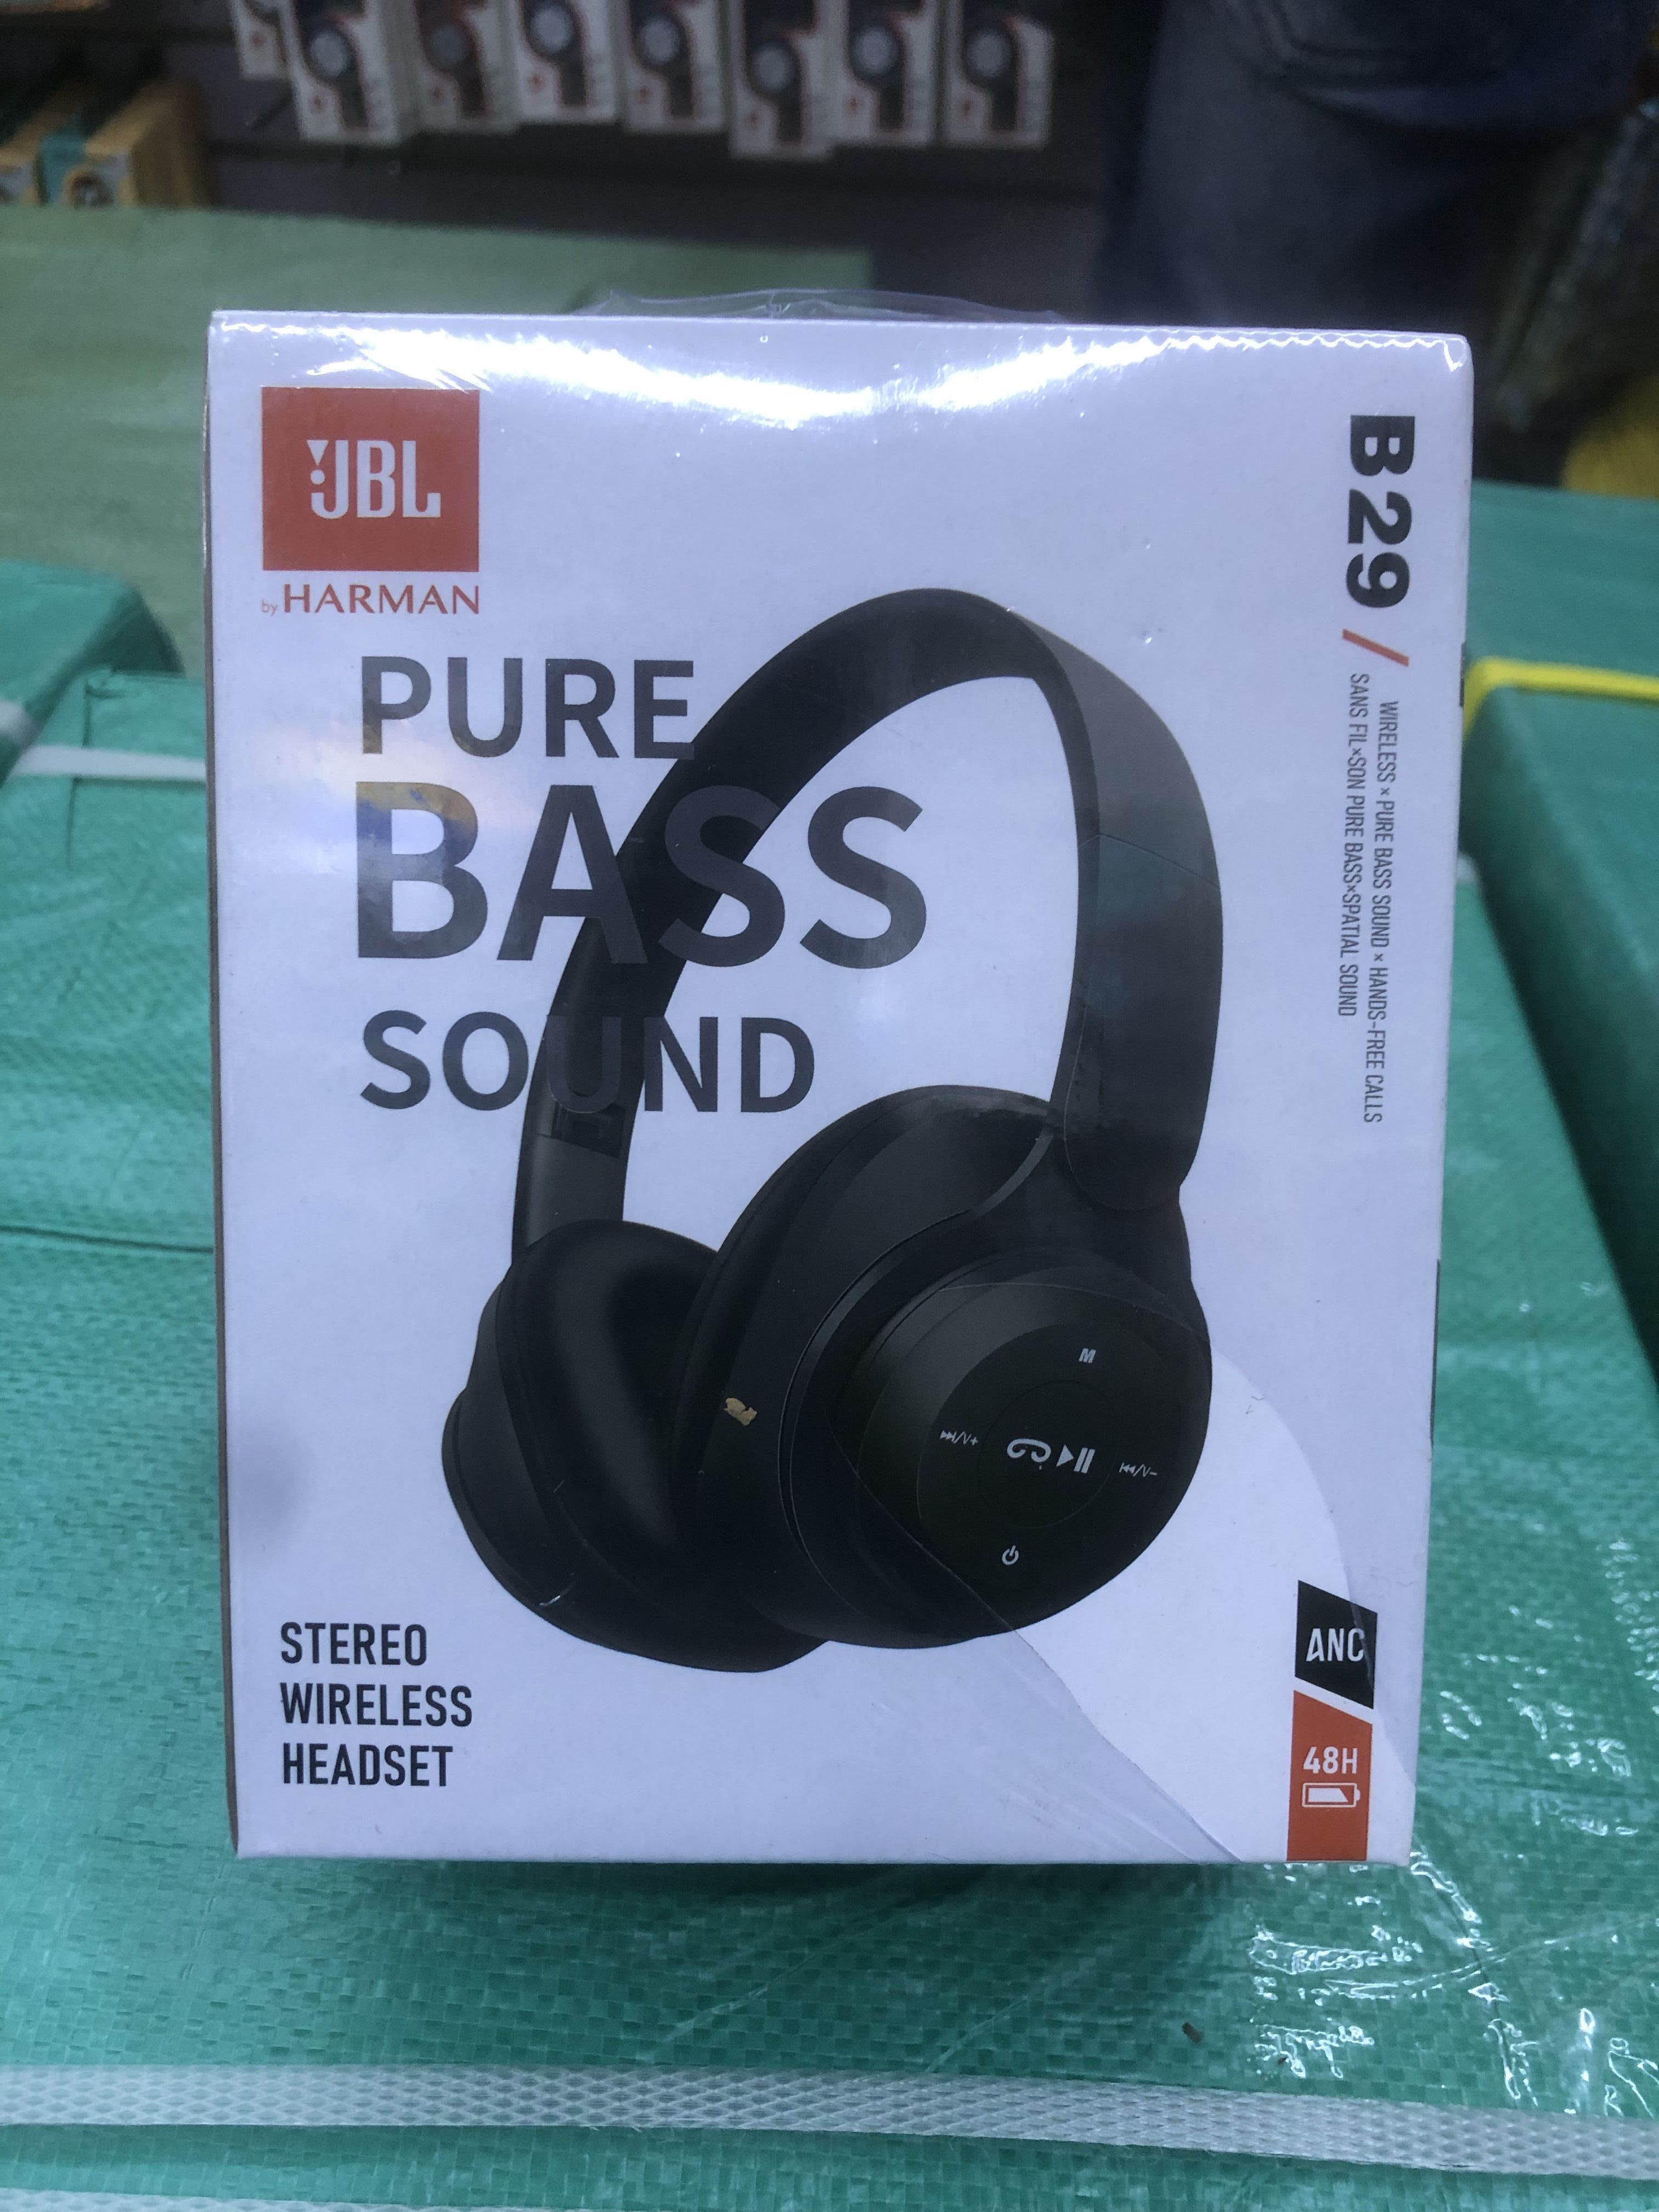 JBL
by HARMAN
PURE
BASS
SOUND
B29 /
WIRELESS × PURE BASS SOUND × HANDS-FREE CALLS
SANS FIL×SON PURE BASS×SPATIAL SOUND
M
⏭/V+
⏮/V-
STEREO
WIRELESS
HEADSET
ANC
48H